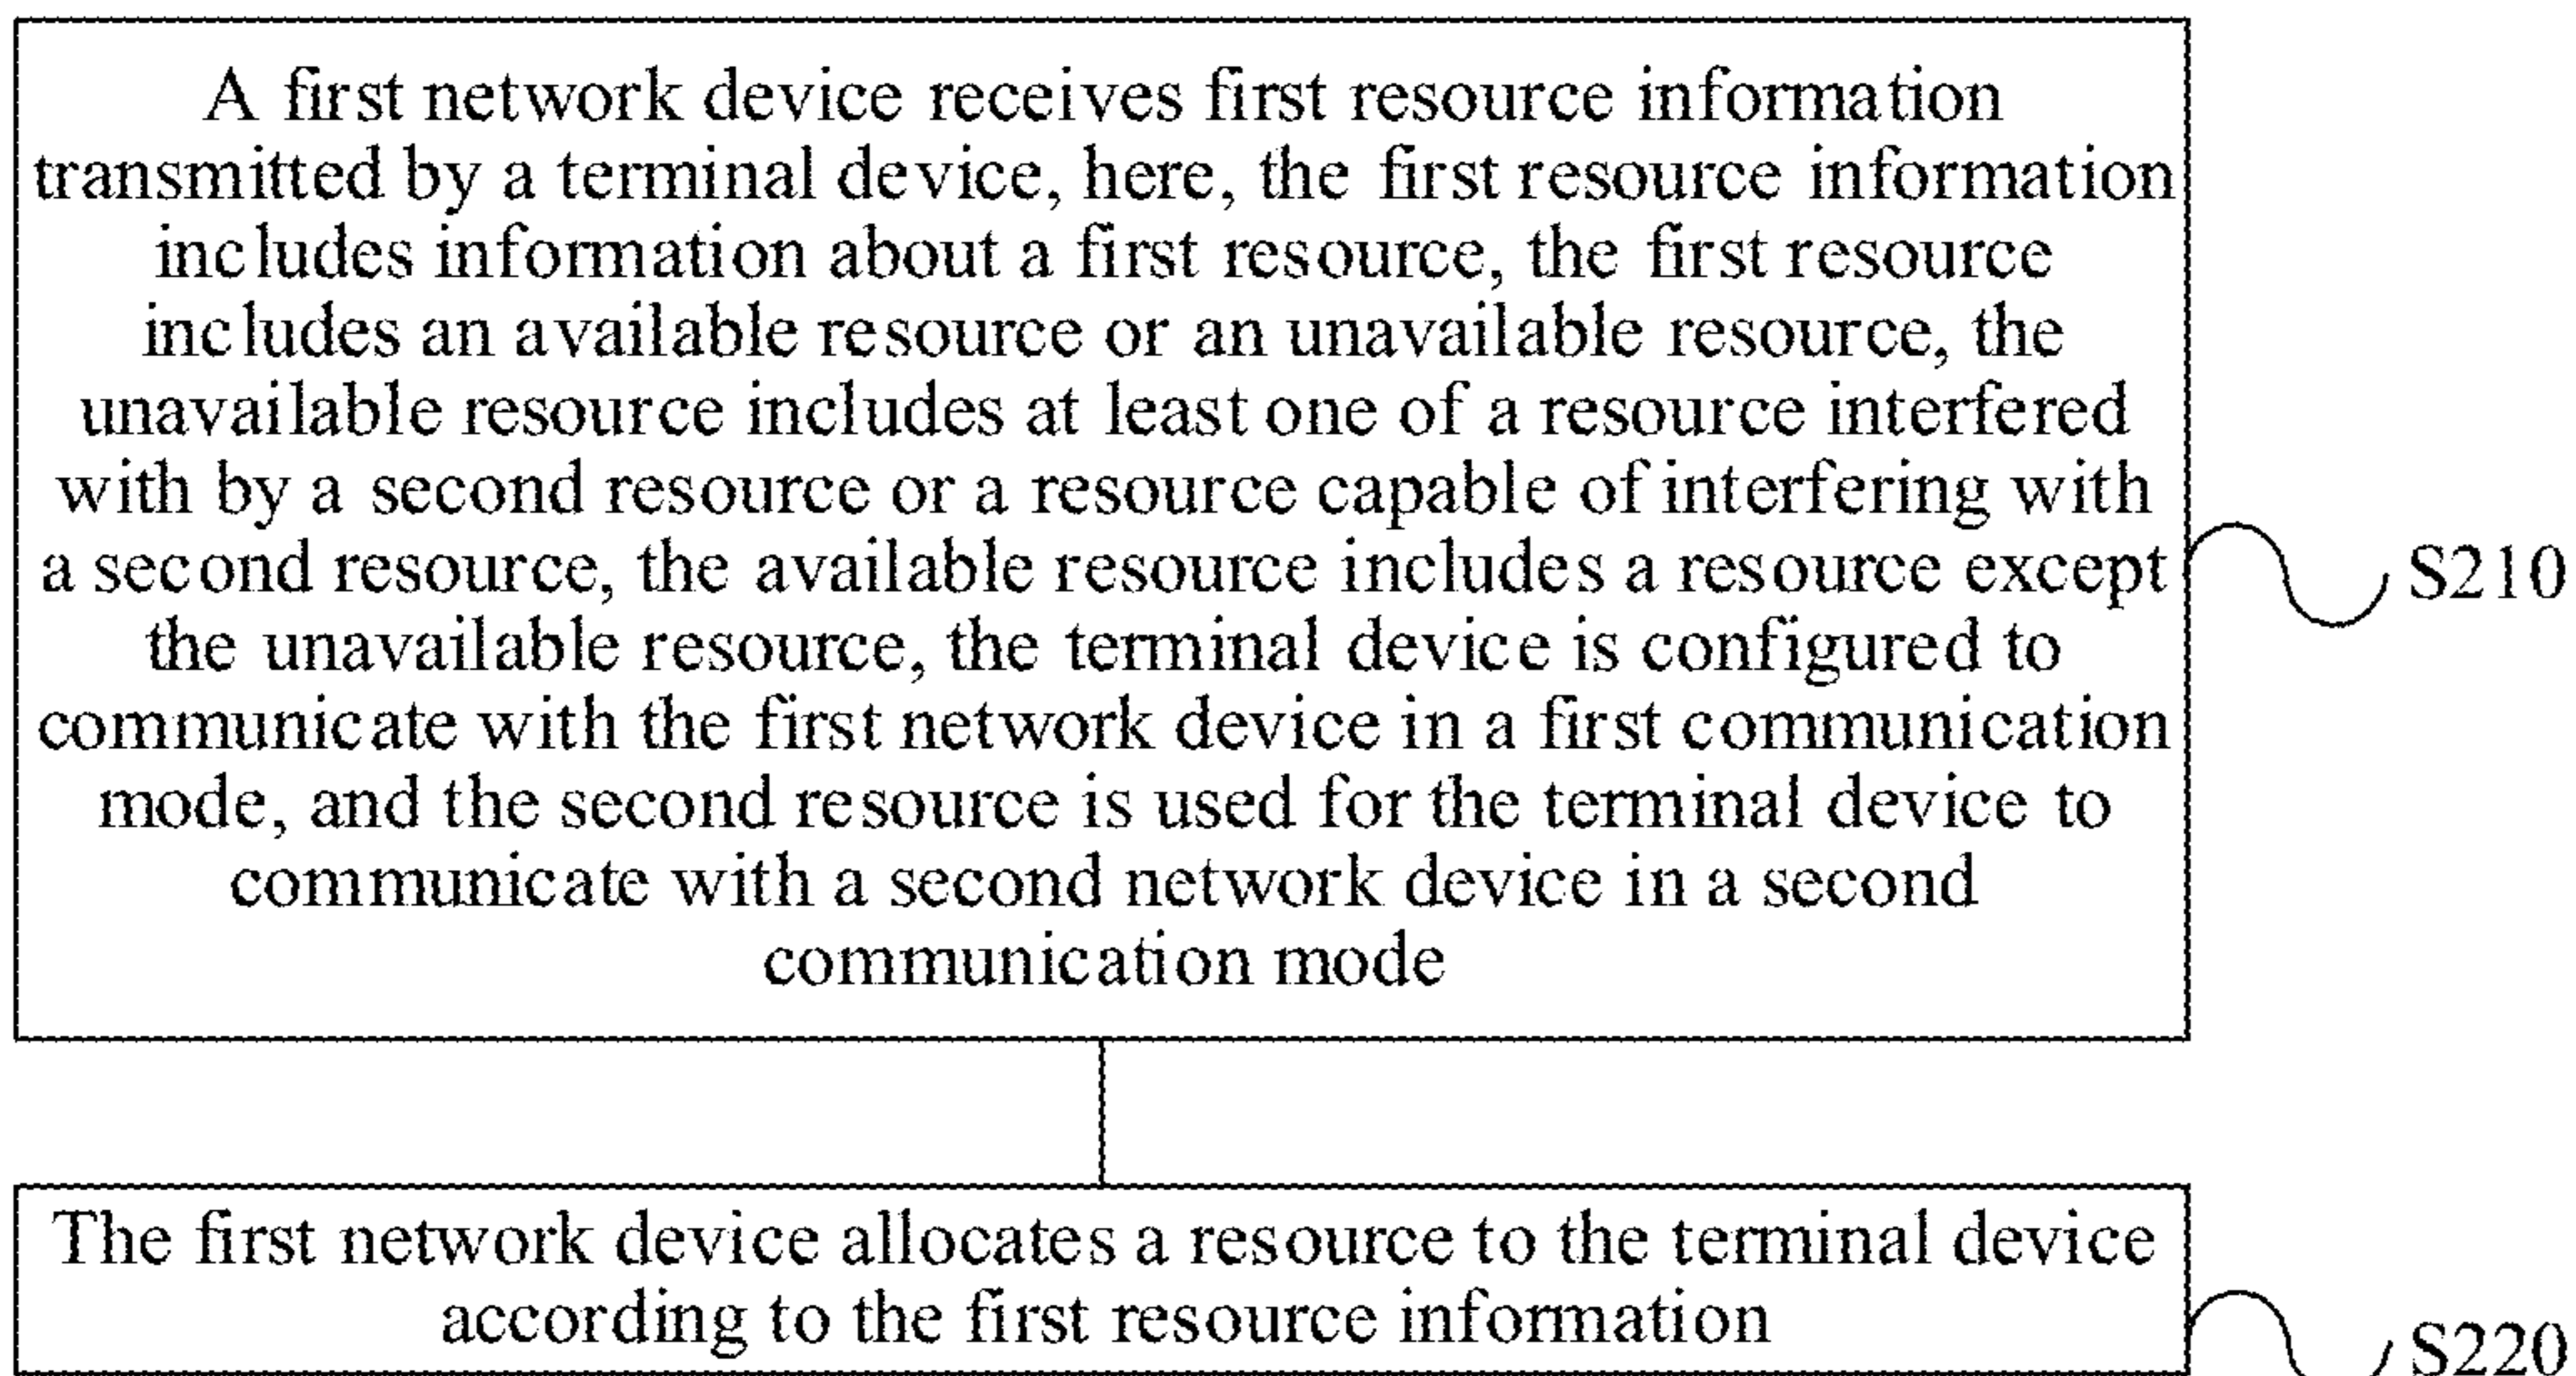 A first network device receives first resource information
transmitted by a terminal device, here, the first resource information
includes information about a first resource, the first resource
includes an available resource or an unavailable resource, the
unavailable resource includes at least one of a resource interfered
with by a second resource or a resource capable of interfering with
a second resource, the available resource includes a resource except
the unavailable resource, the terminal device is configured to
communicate with the first network device in a first communication
mode, and the second resource is used for the terminal device to
communicate with a second network device in a second
communication mode
S210
The first network device allocates a resource to the terminal device
according to the first resource information
S220